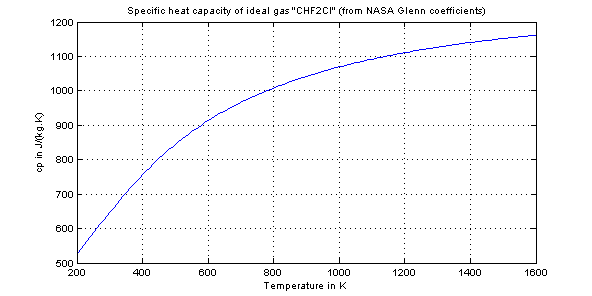 Specific heat capacity of ideal gas "CHF2Cl" (from NASA Glenn coefficients)
1200
1100
1000
900
800
700
600
500
cp in J/(kg.K)
200 400 600 800 1000 1200 1400 1600
Temperature in K